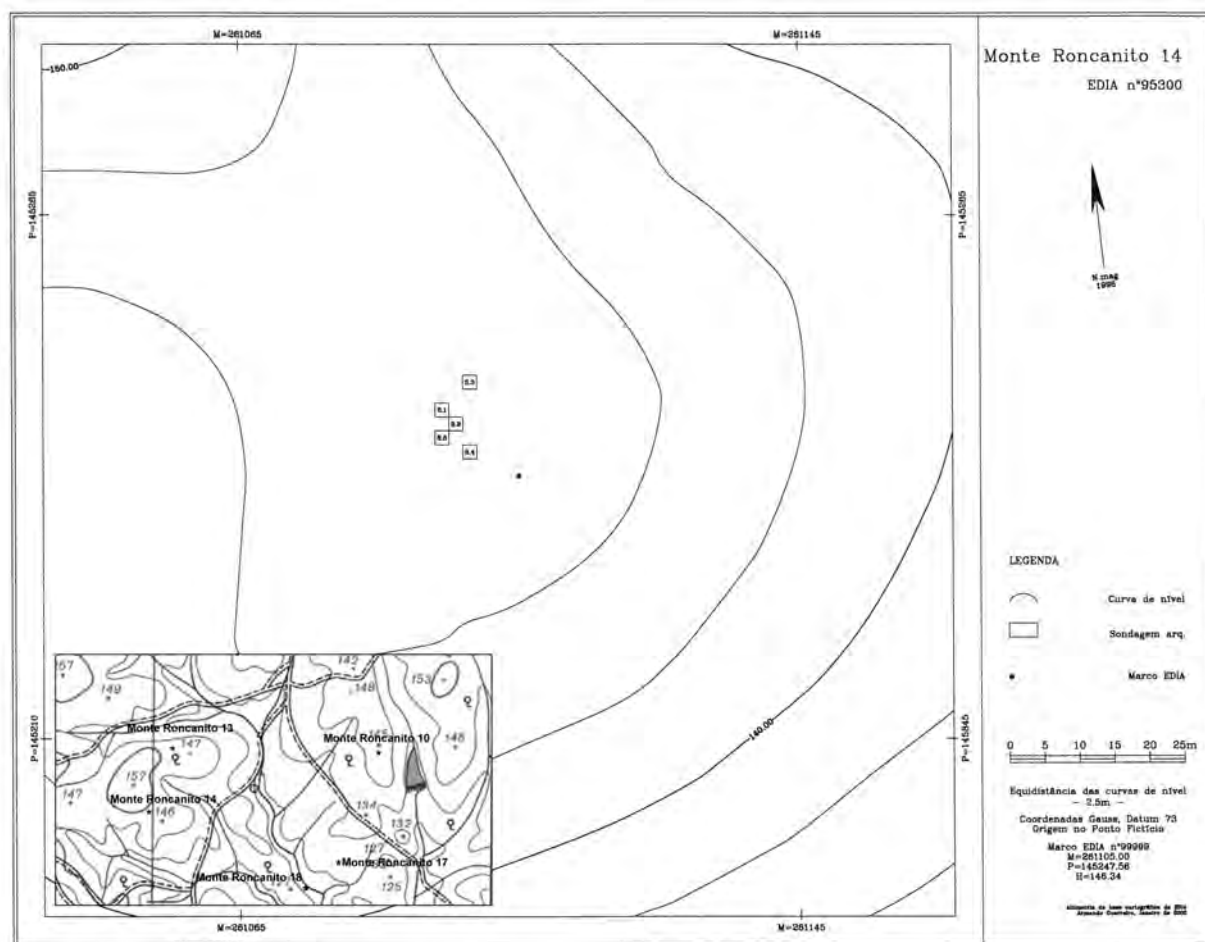 M=261065
M=261145
Monte Roncanito 14
EDIA nº95300
150.00
P=145265
P=145265
N.mag
1995
S.3
S.1
S.2
S.5
S.4
LEGENDA
Curva de nível
Sondagem arq.
Marco EDIA
157
149
142
148
153
Monte Roncanito 13
147
Monte Roncanito 10
145
146
157
147
Monte Roncanito 14
146
134
132
127
Monte Roncanito 17
Monte Roncanito 18
125
140.00
P=145210
P=145245
0 5 10 15 20 25m
Equidistância das curvas de nível
- 2.5m -
Coordenadas Gauss, Datum 73
Origem no Ponto Fictício
Marco EDIA nº99999
M=261105.00
P=145247.56
H=146.34
M=261065
M=261145